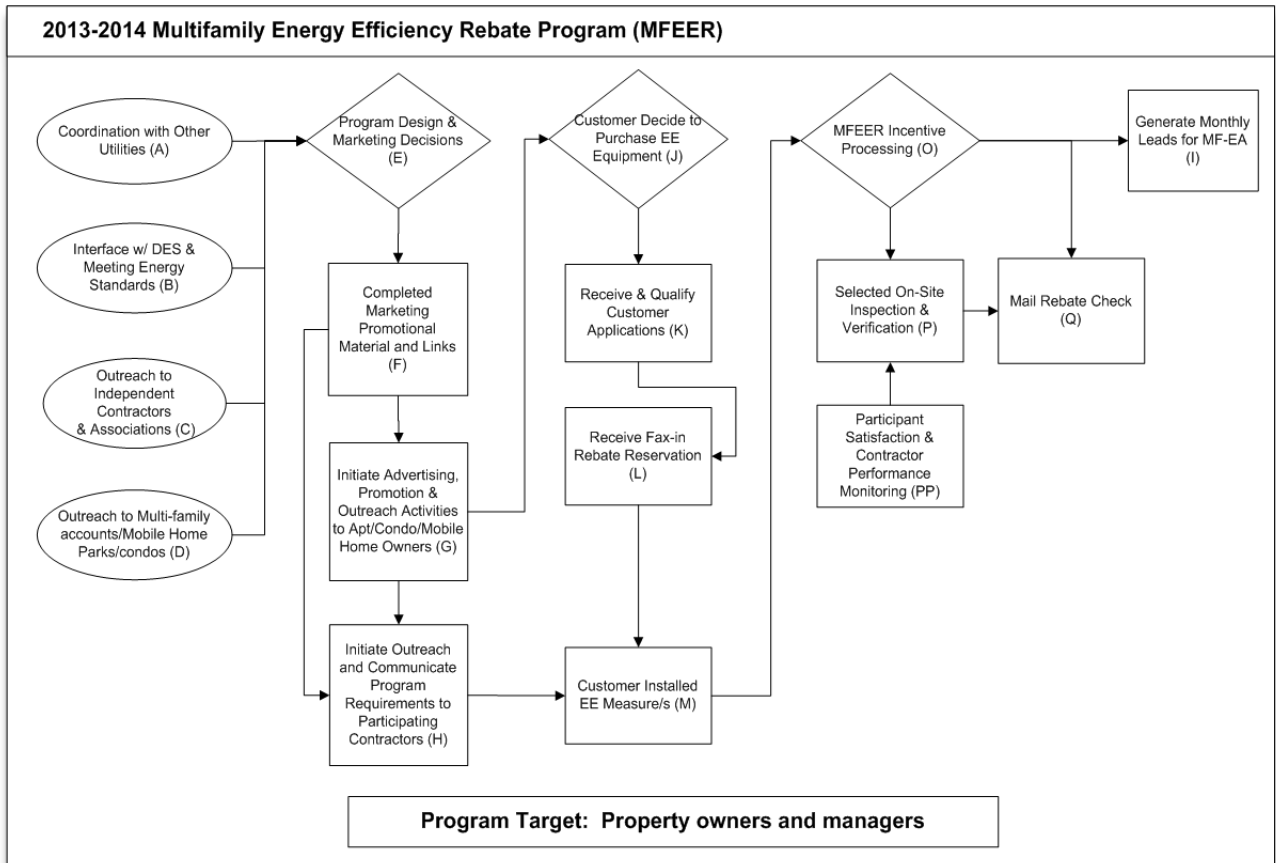 2013-2014 Multifamily Energy Efficiency Rebate Program (MFEER)
Coordination with Other
Utilities (A)
Interface w/ DES &
Meeting Energy
Standards (B)
Outreach to
Independent
Contractors
& Associations (C)
Outreach to Multi-family
accounts/Mobile Home
Parks/condos (D)
Program Design &
Marketing Decisions
(E)
Completed
Marketing
Promotional
Material and Links
(F)
Initiate Advertising,
Promotion &
Outreach Activities
to Apt/Condo/Mobile
Home Owners (G)
Initiate Outreach
and Communicate
Program
Requirements to
Participating
Contractors (H)
Customer Decide to
Purchase EE
Equipment (J)
Receive & Qualify
Customer
Applications (K)
Receive Fax-in
Rebate Reservation
(L)
Customer Installed
EE Measure/s (M)
MFEER Incentive
Processing (O)
Selected On-Site
Inspection &
Verification (P)
Participant
Satisfaction &
Contractor
Performance
Monitoring (PP)
Generate Monthly
Leads for MF-EA
(I)
Mail Rebate Check
(Q)
Program Target: Property owners and managers